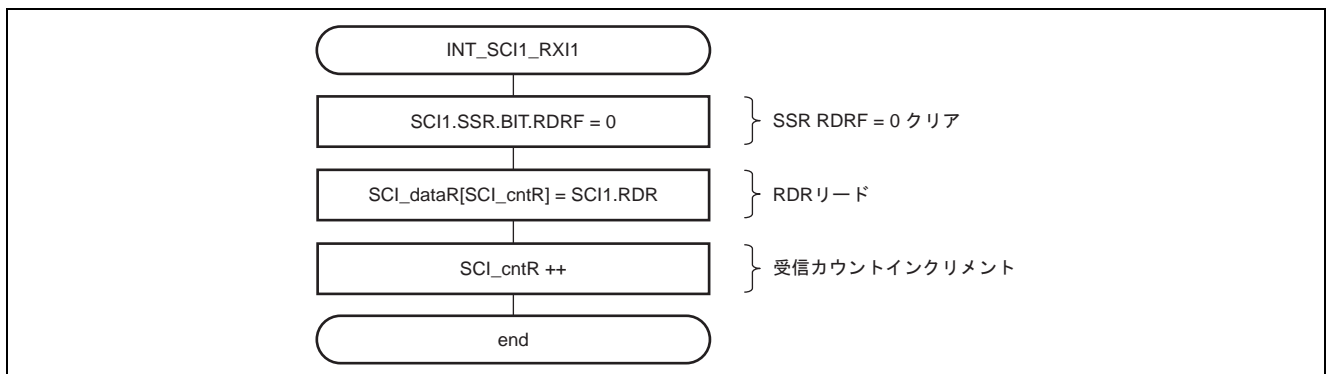 INT_SCI1_RXI1
SCI1.SSR.BIT.RDRF = 0
SSR RDRF = 0 クリア
SCI_dataR[SCI_cntR] = SCI1.RDR
RDRリード
SCI_cntR ++
受信カウントインクリメント
end